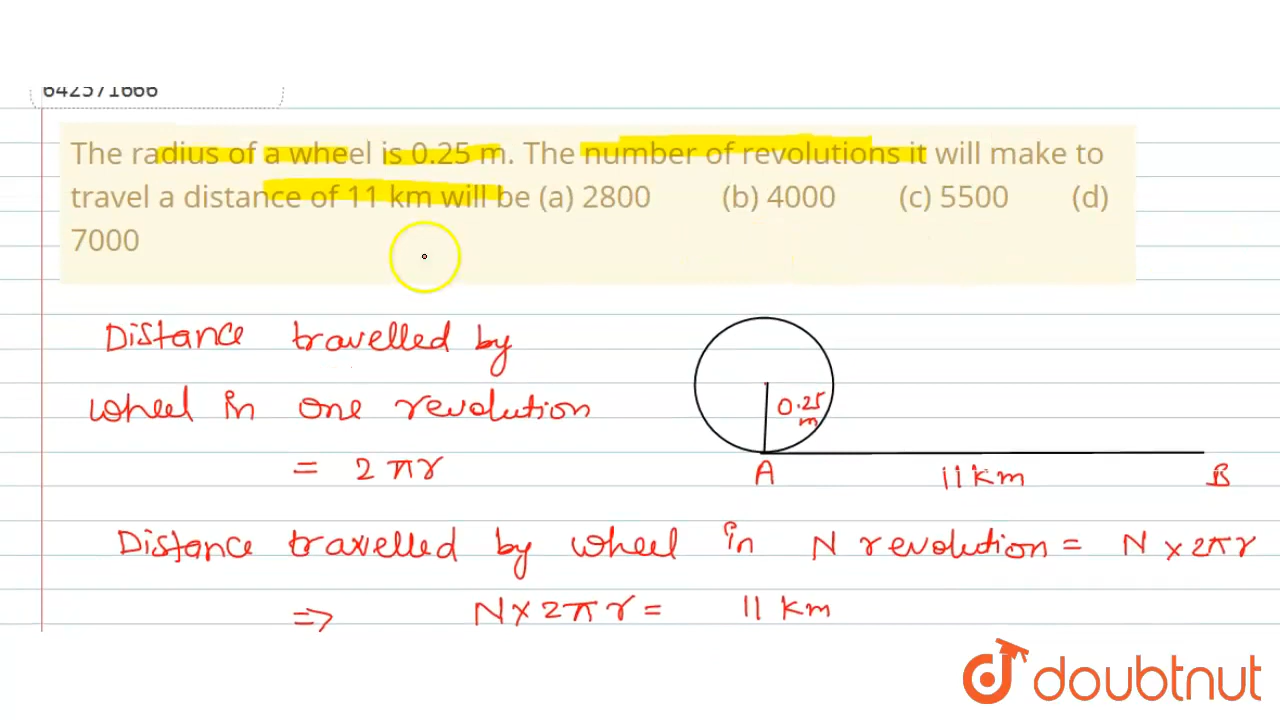 642571666
The radius of a wheel is 0.25 m. The number of revolutions it will make to
travel a distance of 11 km will be (a) 2800 (b) 4000 (c) 5500 (d)
7000
Distance travelled by
wheel in one revolution
= 2πr
0.25
m
A 11 km B
Distance travelled by wheel in N revolution = N × 2πr
⇒ N × 2πr = 11 km
doubtnut